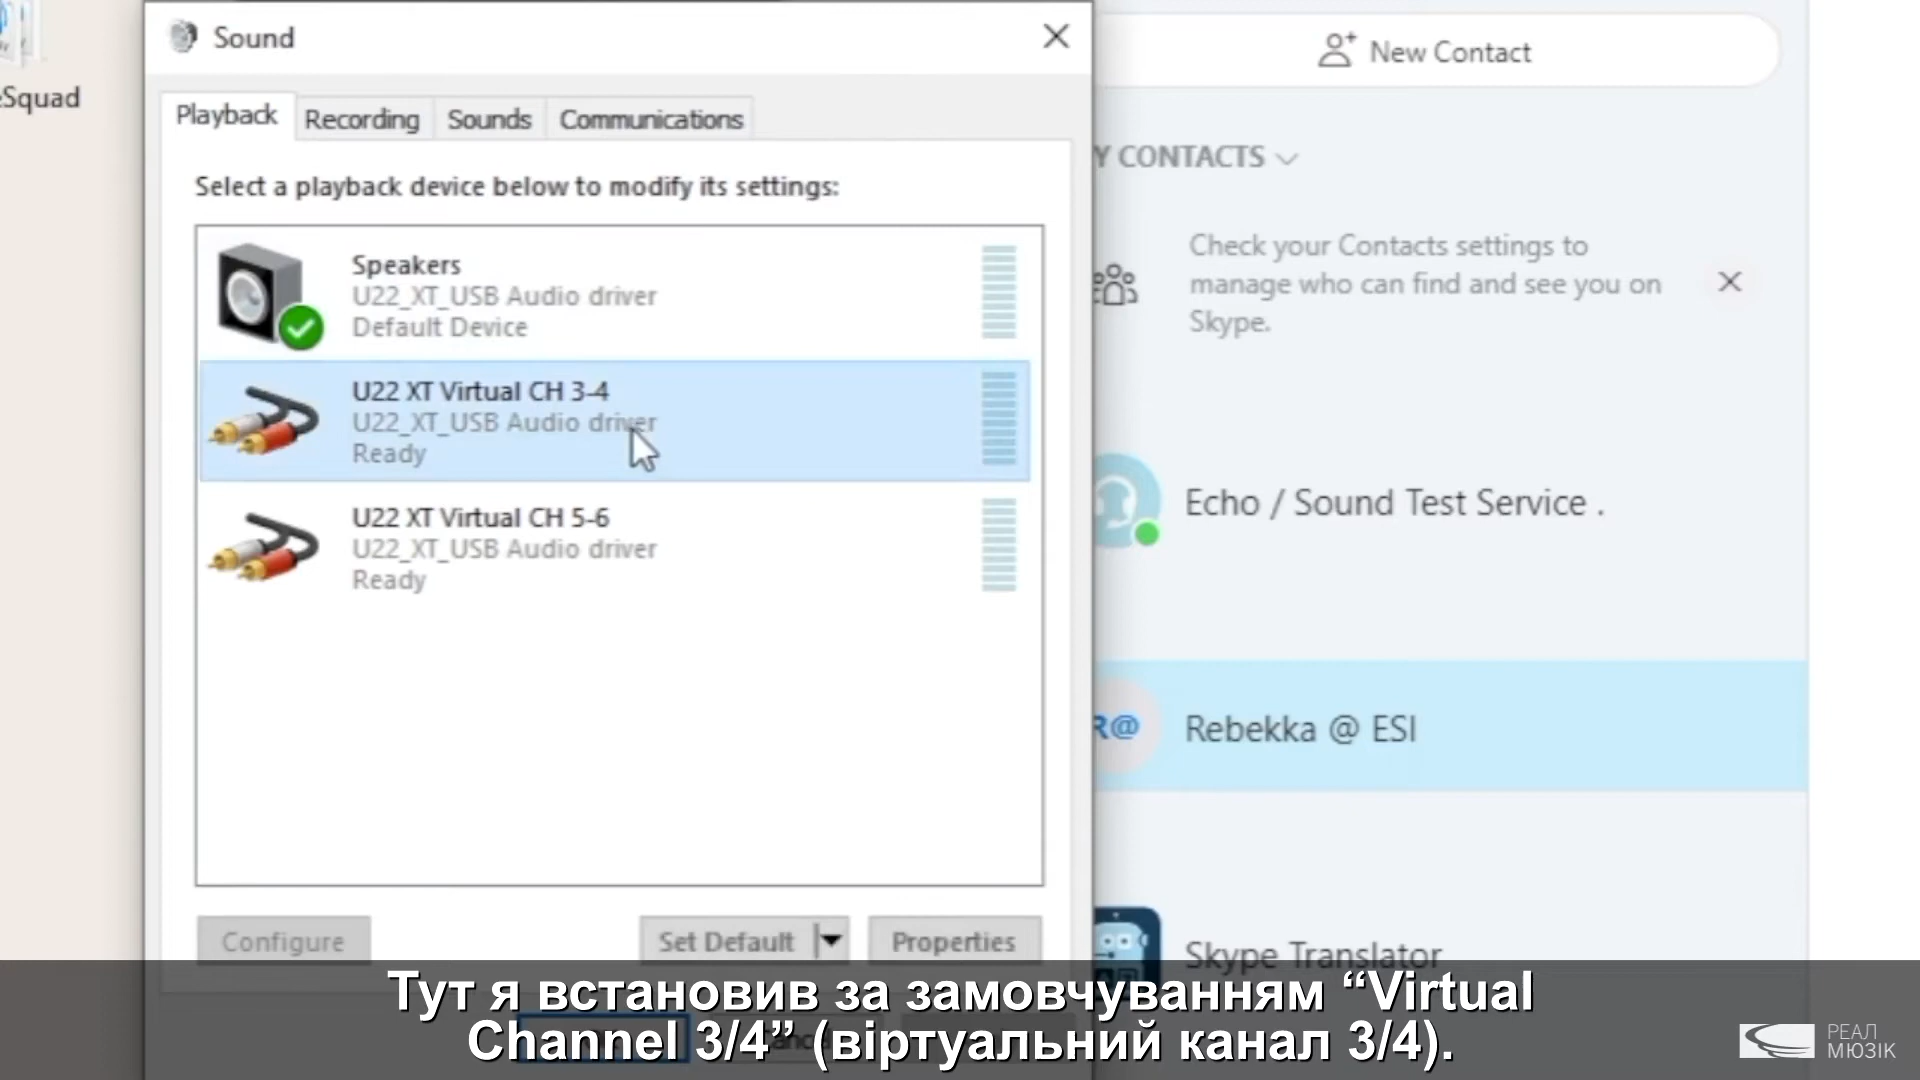 Sound
New Contact
Squad
Playback
Recording
Sounds
Communications
Y CONTACTS
Select a playback device below to modify its settings:
Speakers
U22_XT_USB Audio driver
Default Device
Check your Contacts settings to
manage who can find and see you on
Skype.
U22 XT Virtual CH 3-4
U22_XT_USB Audio driver
Ready
U22 XT Virtual CH 5-6
U22_XT_USB Audio driver
Ready
Echo / Sound Test Service .
R@
Rebekka @ ESI
Skype Translator
Configure
Set Default
Properties
Тут я встановив за замовчуванням “Virtual
Channel 3/4” (віртуальний канал 3/4).
РЕАЛ
МЮЗІК